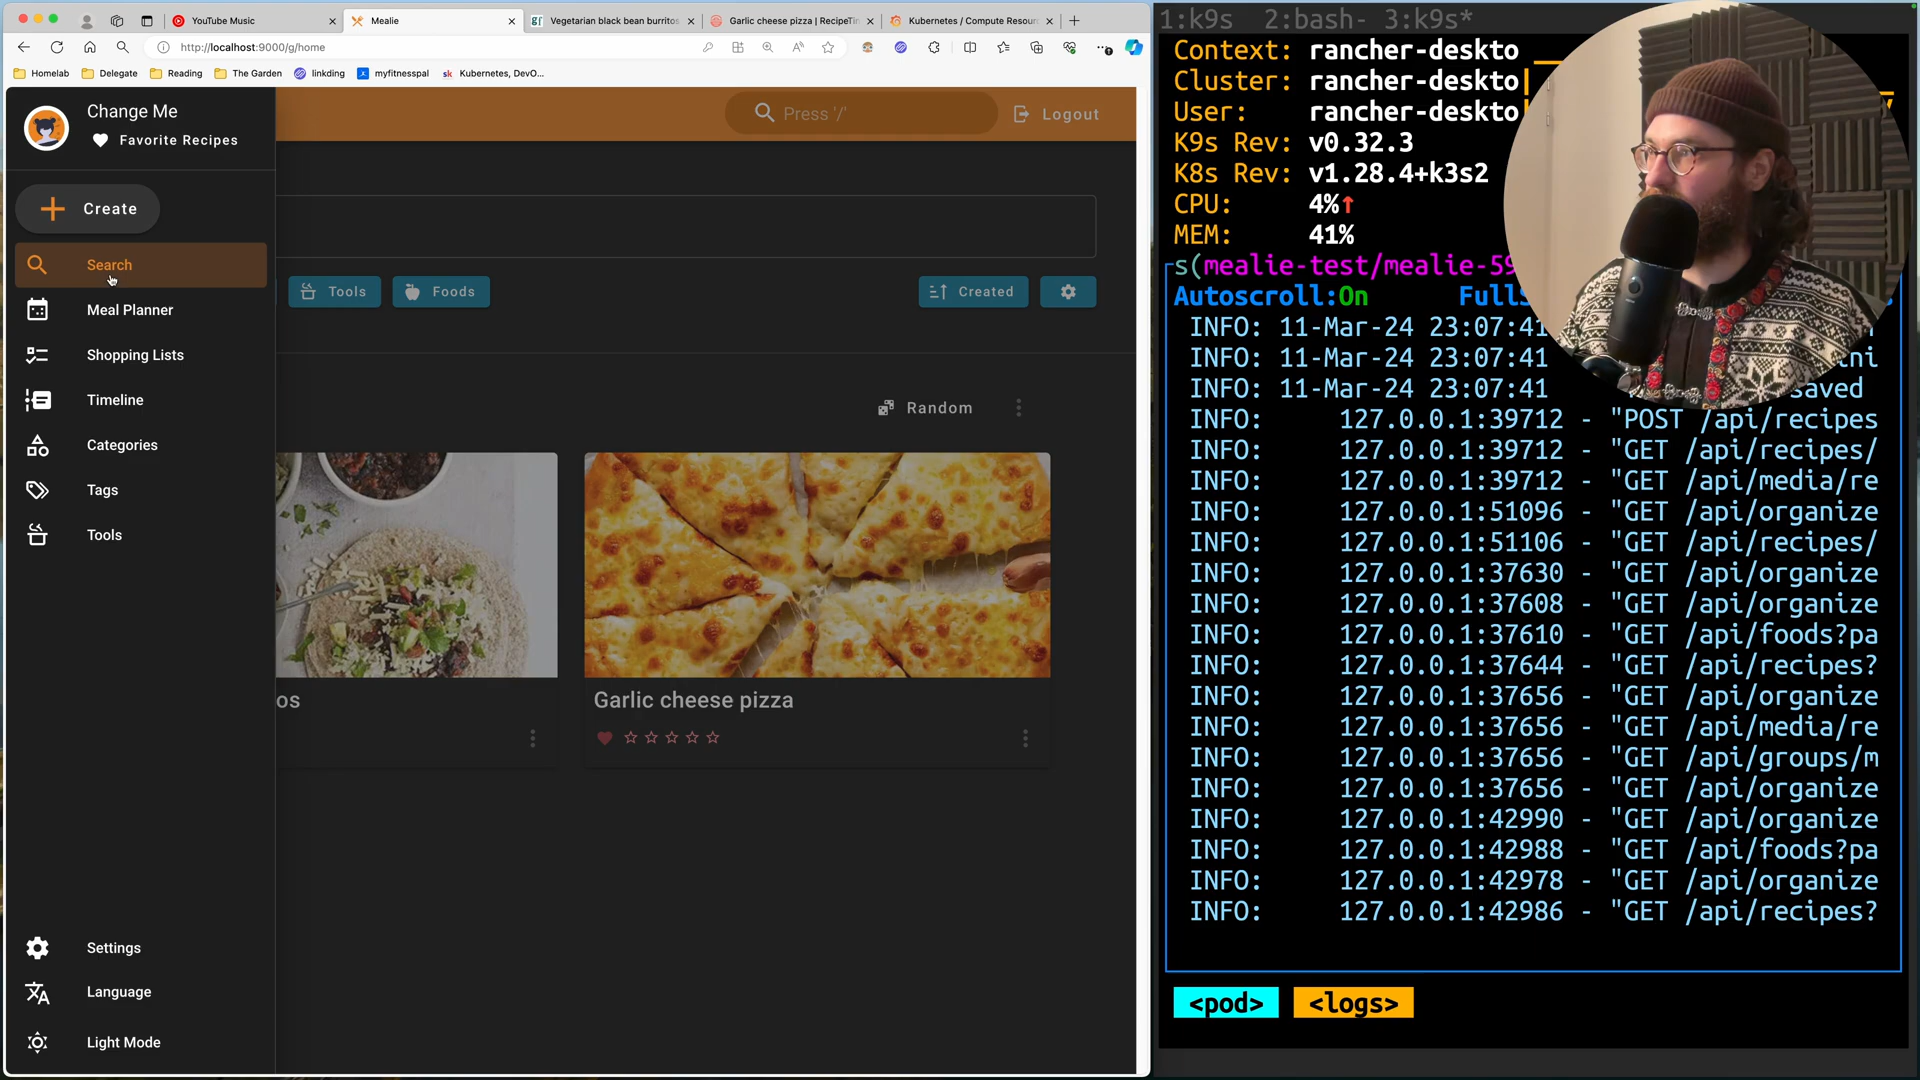 YouTube Music
Mealie
Vegetarian black bean burritos
Garlic cheese pizza | RecipeTin
Kubernetes / Compute Resour
http://localhost:9000/g/home
Homelab
Delegate
Reading
The Garden
linkding
myfitnesspal
Kubernetes, DevO...
Change Me
Favorite Recipes
Create
Search
Meal Planner
Shopping Lists
Timeline
Categories
Tags
Tools
Settings
Language
Light Mode
Press '/'
Logout
Tools
Foods
Created
Random
os
Garlic cheese pizza
1:k9s 2:bash- 3:k9s*
Context: rancher-deskto
Cluster: rancher-deskto
User: rancher-deskto
K9s Rev: v0.32.3
K8s Rev: v1.28.4+k3s2
CPU: 4%↑
MEM: 41%
s(mealie-test/mealie-59
Autoscroll:On FullS
INFO: 11-Mar-24 23:07:41
INFO: 11-Mar-24 23:07:41 ni
INFO: 11-Mar-24 23:07:41 saved
INFO: 127.0.0.1:39712 - "POST /api/recipes
INFO: 127.0.0.1:39712 - "GET /api/recipes/
INFO: 127.0.0.1:39712 - "GET /api/media/re
INFO: 127.0.0.1:51096 - "GET /api/organize
INFO: 127.0.0.1:51106 - "GET /api/recipes/
INFO: 127.0.0.1:37630 - "GET /api/organize
INFO: 127.0.0.1:37608 - "GET /api/organize
INFO: 127.0.0.1:37610 - "GET /api/foods?pa
INFO: 127.0.0.1:37644 - "GET /api/recipes?
INFO: 127.0.0.1:37656 - "GET /api/organize
INFO: 127.0.0.1:37656 - "GET /api/media/re
INFO: 127.0.0.1:37656 - "GET /api/groups/m
INFO: 127.0.0.1:37656 - "GET /api/organize
INFO: 127.0.0.1:42990 - "GET /api/organize
INFO: 127.0.0.1:42988 - "GET /api/foods?pa
INFO: 127.0.0.1:42978 - "GET /api/organize
INFO: 127.0.0.1:42986 - "GET /api/recipes?
<pod> <logs>